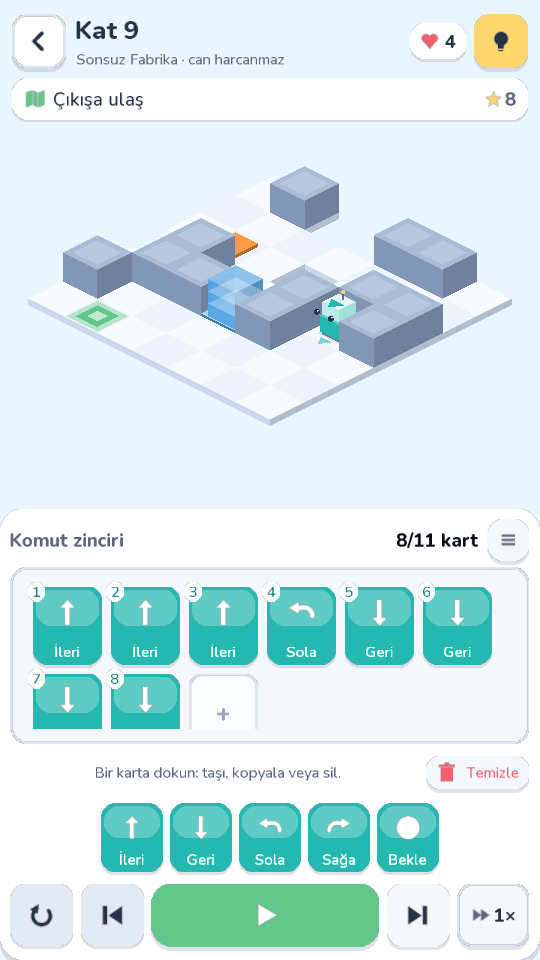 Kat 9
Sonsuz Fabrika · can harcanmaz
4
Çıkışa ulaş
8
Komut zinciri
8/11 kart
1 2 3 4 5 6
İleri İleri İleri Sola Geri Geri
7 8
+
Bir karta dokun: taşı, kopyala veya sil.
Temizle
İleri Geri Sola Sağa Bekle
1×